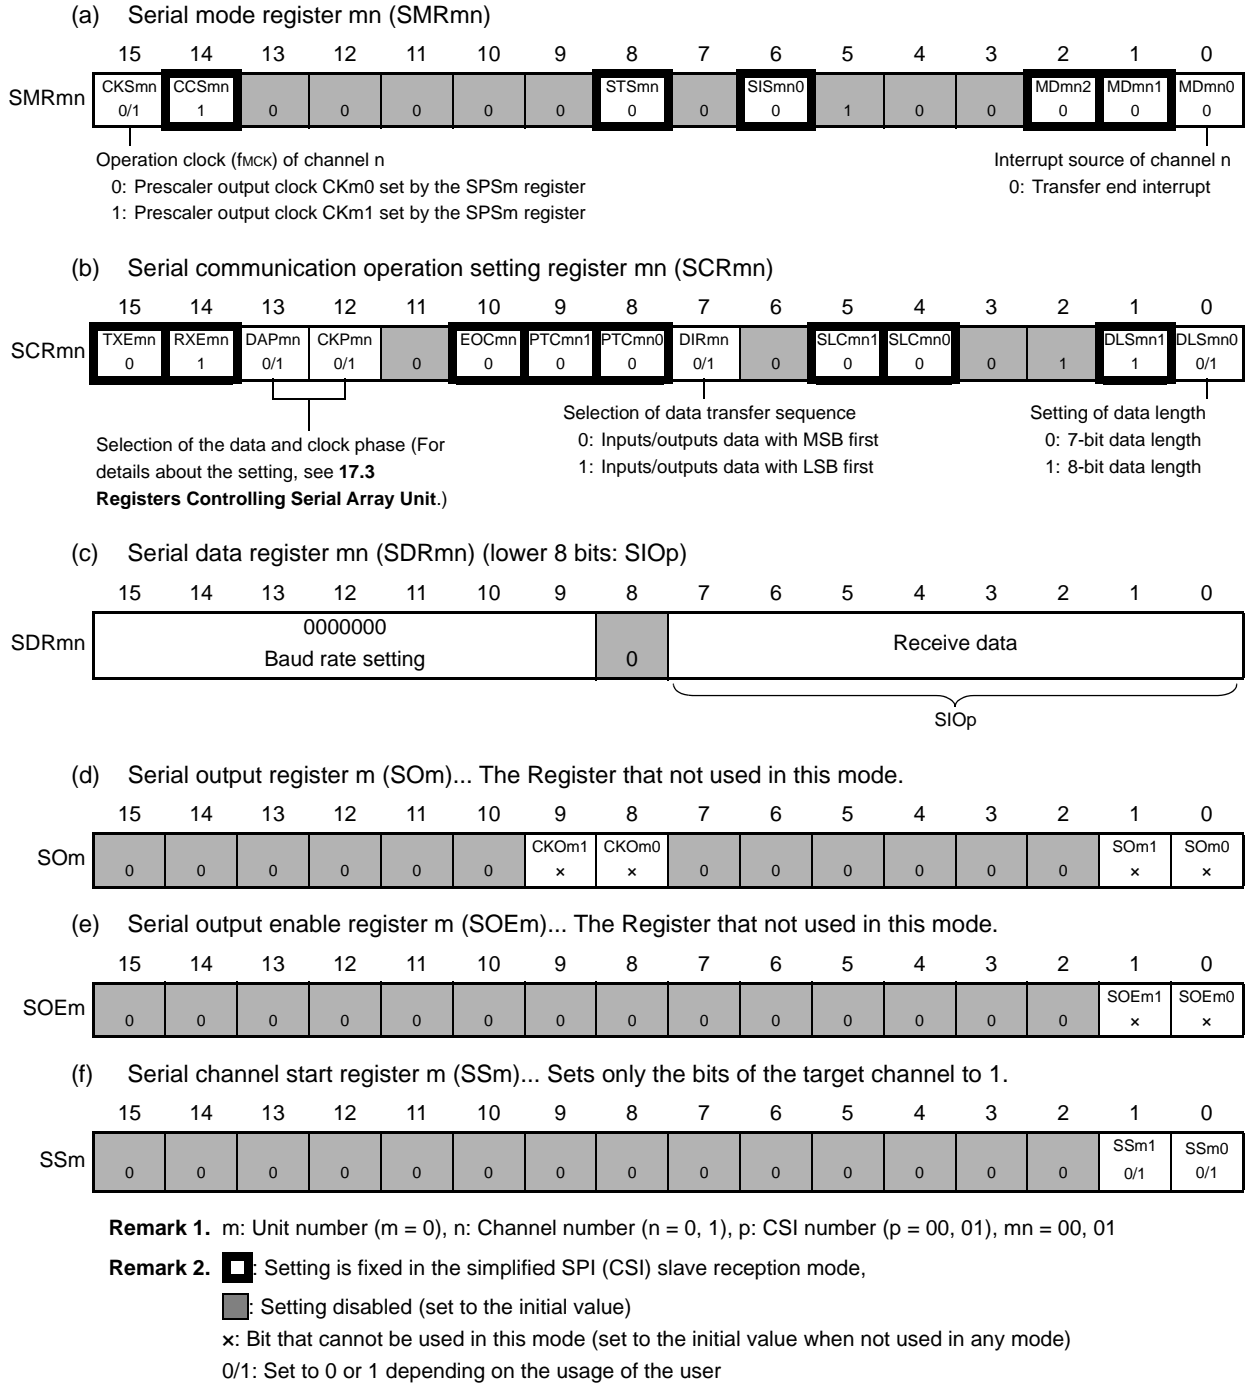 (a) Serial mode register mn (SMRmn)
15 14 13 12 11 10 9 8 7 6 5 4 3 2 1 0
SMRmn CKSmn CCSmn STSmn SISmn0 MDmn2 MDmn1 MDmn0
0/1 1 0 0 0 0 0 0 0 0 1 0 0 0 0 0
Operation clock (fMCK) of channel n
0: Prescaler output clock CKm0 set by the SPSm register
1: Prescaler output clock CKm1 set by the SPSm register
Interrupt source of channel n
0: Transfer end interrupt
(b) Serial communication operation setting register mn (SCRmn)
15 14 13 12 11 10 9 8 7 6 5 4 3 2 1 0
SCRmn TXEmn RXEmn DAPmn CKPmn EOCmn PTCmn1 PTCmn0 DIRmn SLCmn1 SLCmn0 DLSmn1 DLSmn0
0 1 0/1 0/1 0 0 0 0 0/1 0 0 0 0 1 1 0/1
Selection of the data and clock phase (For
details about the setting, see 17.3
Registers Controlling Serial Array Unit.)
Selection of data transfer sequence
0: Inputs/outputs data with MSB first
1: Inputs/outputs data with LSB first
Setting of data length
0: 7-bit data length
1: 8-bit data length
(c) Serial data register mn (SDRmn) (lower 8 bits: SIOp)
15 14 13 12 11 10 9 8 7 6 5 4 3 2 1 0
SDRmn
0000000
Baud rate setting
0
Receive data
SIOp
(d) Serial output register m (SOm)... The Register that not used in this mode.
15 14 13 12 11 10 9 8 7 6 5 4 3 2 1 0
SOm CKOm1 CKOm0 SOm1 SOm0
0 0 0 0 0 0 × × 0 0 0 0 0 0 × ×
(e) Serial output enable register m (SOEm)... The Register that not used in this mode.
15 14 13 12 11 10 9 8 7 6 5 4 3 2 1 0
SOEm SOEm1 SOEm0
0 0 0 0 0 0 0 0 0 0 0 0 0 0 × ×
(f) Serial channel start register m (SSm)... Sets only the bits of the target channel to 1.
15 14 13 12 11 10 9 8 7 6 5 4 3 2 1 0
SSm SSm1 SSm0
0 0 0 0 0 0 0 0 0 0 0 0 0 0 0/1 0/1
Remark 1. m: Unit number (m = 0), n: Channel number (n = 0, 1), p: CSI number (p = 00, 01), mn = 00, 01
Remark 2. : Setting is fixed in the simplified SPI (CSI) slave reception mode,
: Setting disabled (set to the initial value)
×: Bit that cannot be used in this mode (set to the initial value when not used in any mode)
0/1: Set to 0 or 1 depending on the usage of the user